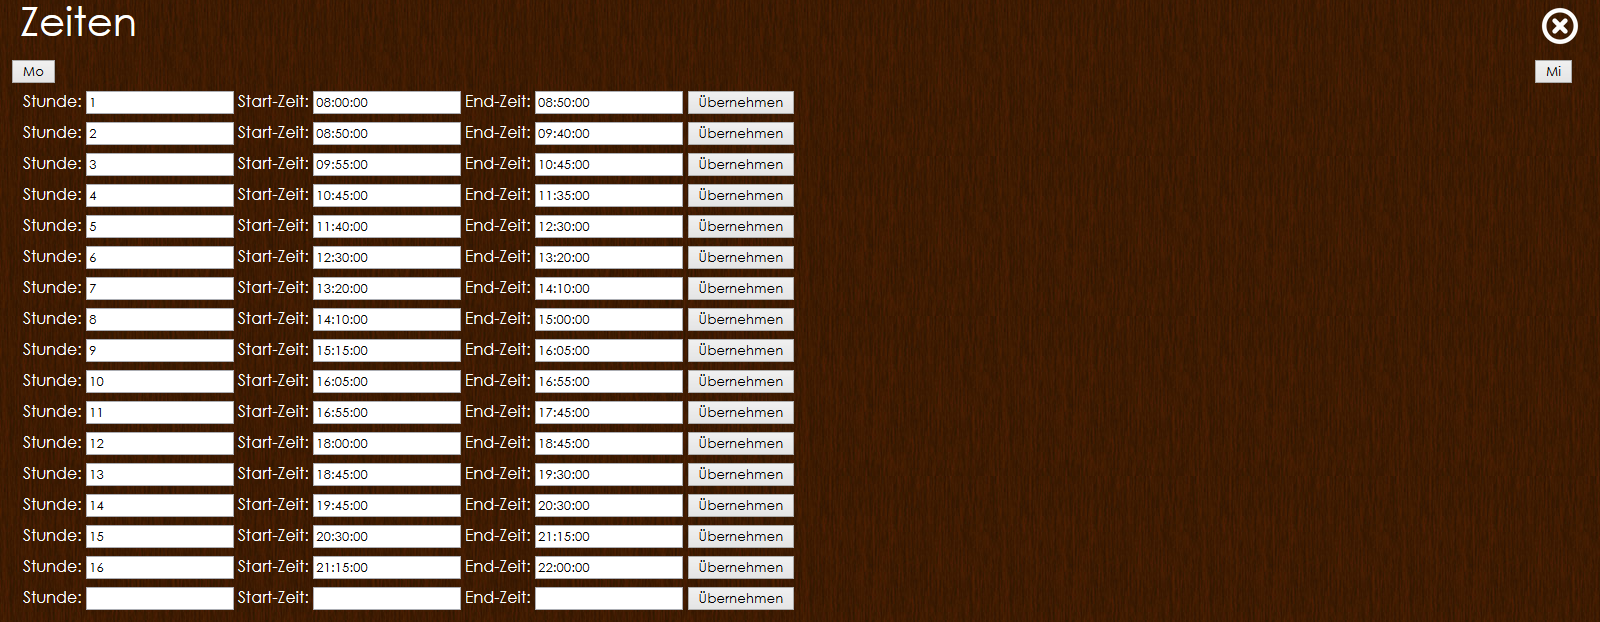 Zeiten
Mo Mi
Stunde: 1 Start-Zeit: 08:00:00 End-Zeit: 08:50:00 Übernehmen
Stunde: 2 Start-Zeit: 08:50:00 End-Zeit: 09:40:00 Übernehmen
Stunde: 3 Start-Zeit: 09:55:00 End-Zeit: 10:45:00 Übernehmen
Stunde: 4 Start-Zeit: 10:45:00 End-Zeit: 11:35:00 Übernehmen
Stunde: 5 Start-Zeit: 11:40:00 End-Zeit: 12:30:00 Übernehmen
Stunde: 6 Start-Zeit: 12:30:00 End-Zeit: 13:20:00 Übernehmen
Stunde: 7 Start-Zeit: 13:20:00 End-Zeit: 14:10:00 Übernehmen
Stunde: 8 Start-Zeit: 14:10:00 End-Zeit: 15:00:00 Übernehmen
Stunde: 9 Start-Zeit: 15:15:00 End-Zeit: 16:05:00 Übernehmen
Stunde: 10 Start-Zeit: 16:05:00 End-Zeit: 16:55:00 Übernehmen
Stunde: 11 Start-Zeit: 16:55:00 End-Zeit: 17:45:00 Übernehmen
Stunde: 12 Start-Zeit: 18:00:00 End-Zeit: 18:45:00 Übernehmen
Stunde: 13 Start-Zeit: 18:45:00 End-Zeit: 19:30:00 Übernehmen
Stunde: 14 Start-Zeit: 19:45:00 End-Zeit: 20:30:00 Übernehmen
Stunde: 15 Start-Zeit: 20:30:00 End-Zeit: 21:15:00 Übernehmen
Stunde: 16 Start-Zeit: 21:15:00 End-Zeit: 22:00:00 Übernehmen
Stunde: Start-Zeit: End-Zeit: Übernehmen